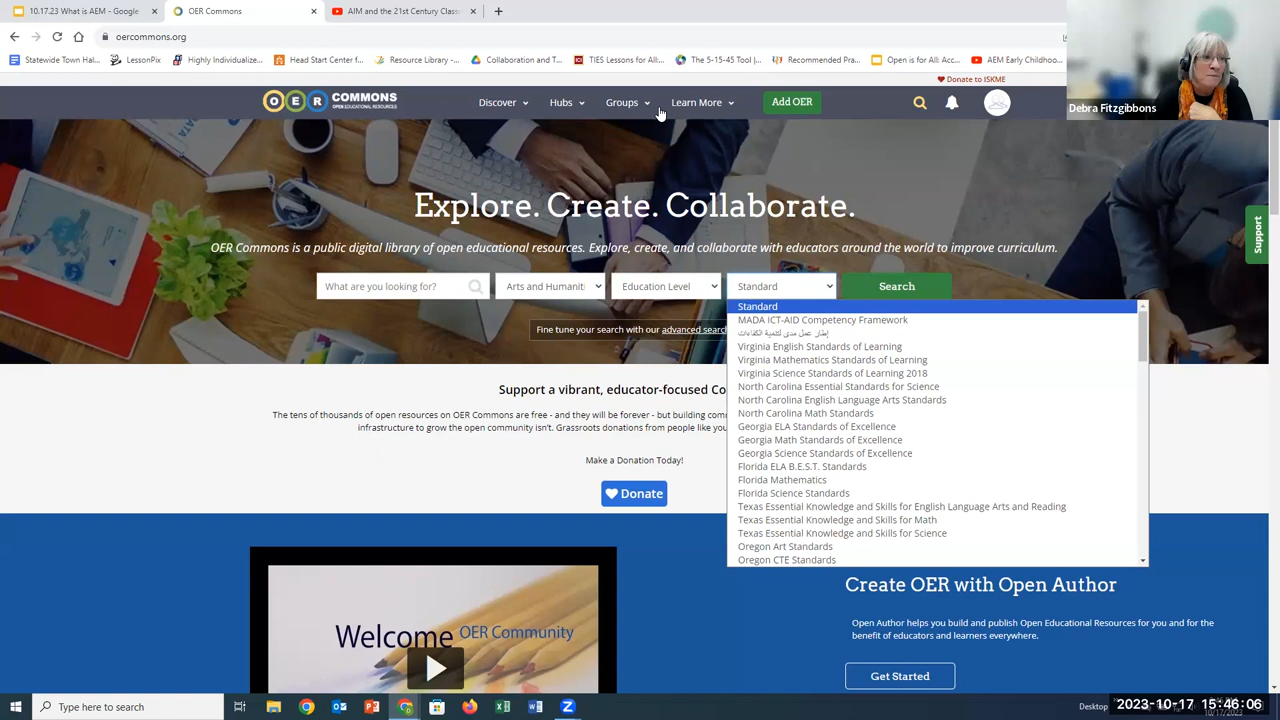 10.17.23 What is AEM - Google
OER Commons
AIM and the 21st Century Class
oercommons.org
Statewide Town Hal...
LessonPix
Highly Individualize...
Head Start Center f...
Resource Library -...
Collaboration and T...
TIES Lessons for All:...
The 5-15-45 Tool |...
Recommended Pra...
Open is for All: Acc...
AEM Early Childhoo...
Donate to ISKME
OER COMMONS
OPEN EDUCATIONAL RESOURCES
Discover
Hubs
Groups
Learn More
Add OER
Debra Fitzgibbons
Explore. Create. Collaborate.
OER Commons is a public digital library of open educational resources. Explore, create, and collaborate with educators around the world to improve curriculum.
Support
What are you looking for?
Arts and Humaniti
Education Level
Standard
Search
Standard
MADA ICT-AID Competency Framework
إطار عمل مدى لتنمية الكفاءات
Fine tune your search with our advanced search
Virginia English Standards of Learning
Virginia Mathematics Standards of Learning
Virginia Science Standards of Learning 2018
North Carolina Essential Standards for Science
North Carolina English Language Arts Standards
North Carolina Math Standards
Georgia ELA Standards of Excellence
Georgia Math Standards of Excellence
Georgia Science Standards of Excellence
Florida ELA B.E.S.T. Standards
Florida Mathematics
Florida Science Standards
Texas Essential Knowledge and Skills for English Language Arts and Reading
Texas Essential Knowledge and Skills for Math
Texas Essential Knowledge and Skills for Science
Oregon Art Standards
Oregon CTE Standards
Support a vibrant, educator-focused Co
The tens of thousands of open resources on OER Commons are free - and they will be forever - but building com
infrastructure to grow the open community isn't. Grassroots donations from people like you
Make a Donation Today!
Donate
Welcome OER Community
Create OER with Open Author
Open Author helps you build and publish Open Educational Resources for you and for the
benefit of educators and learners everywhere.
Get Started
Type here to search
Desktop
2023-10-17 15:46:06